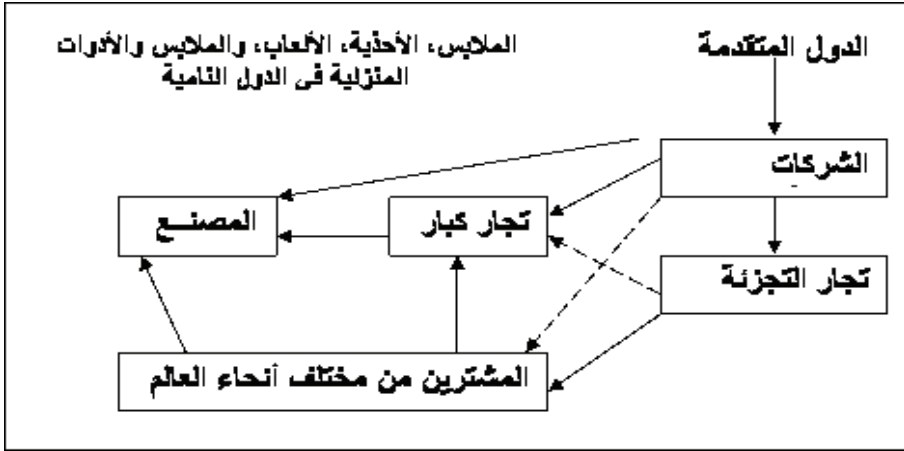 الدول المتقدمة
الملابس، الأحذية، الألعاب، والملابس والأدوات
المنزلية فى الدول النامية
الشركات
تجار كبار
المصنـــع
تجار التجزئة
المشترين من مختلف أنحاء العالم